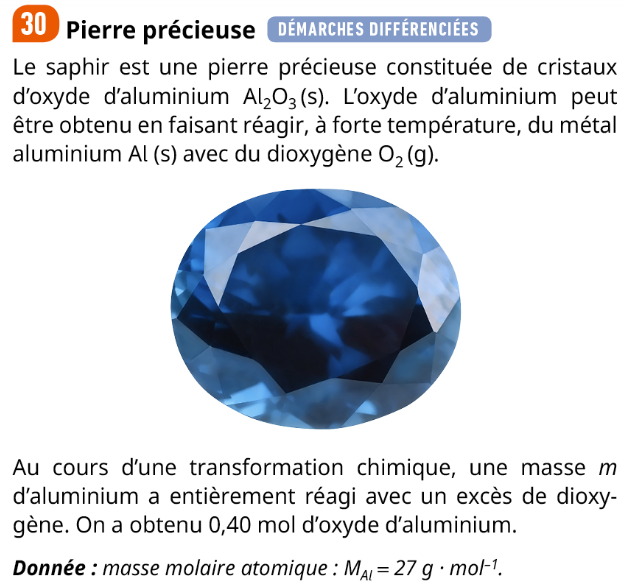 30 Pierre précieuse DÉMARCHES DIFFÉRENCIÉES
Le saphir est une pierre précieuse constituée de cristaux
d'oxyde d'aluminium Al₂O₃ (s). L'oxyde d'aluminium peut
être obtenu en faisant réagir, à forte température, du métal
aluminium Al (s) avec du dioxygène O₂ (g).
Au cours d'une transformation chimique, une masse m
d'aluminium a entièrement réagi avec un excès de dioxy-
gène. On a obtenu 0,40 mol d'oxyde d'aluminium.
Donnée : masse molaire atomique : M_Al = 27 g · mol⁻¹.